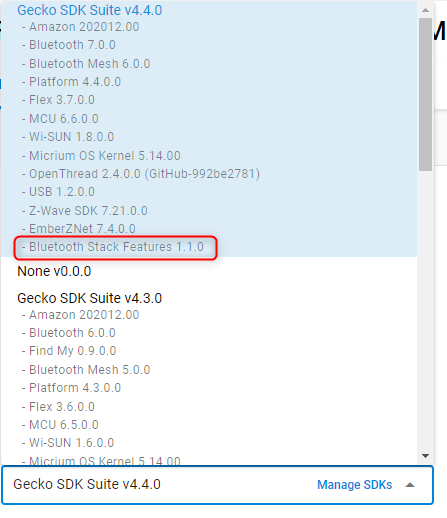 Gecko SDK Suite v4.4.0
- Amazon 202012.00
- Bluetooth 7.0.0
- Bluetooth Mesh 6.0.0
- Platform 4.4.0.0
- Flex 3.7.0.0
- MCU 6.6.0.0
- Wi-SUN 1.8.0.0
- Micrium OS Kernel 5.14.00
- OpenThread 2.4.0.0 (GitHub-992be2781)
- USB 1.2.0.0
- Z-Wave SDK 7.21.0.0
- EmberZNet 7.4.0.0
- Bluetooth Stack Features 1.1.0
None v0.0.0
Gecko SDK Suite v4.3.0
- Amazon 202012.00
- Bluetooth 6.0.0
- Find My 0.9.0.0
- Bluetooth Mesh 5.0.0
- Platform 4.3.0.0
- Flex 3.6.0.0
- MCU 6.5.0.0
- Wi-SUN 1.6.0.0
- Micrium OS Kernel 5.14.00
Gecko SDK Suite v4.4.0 Manage SDKs